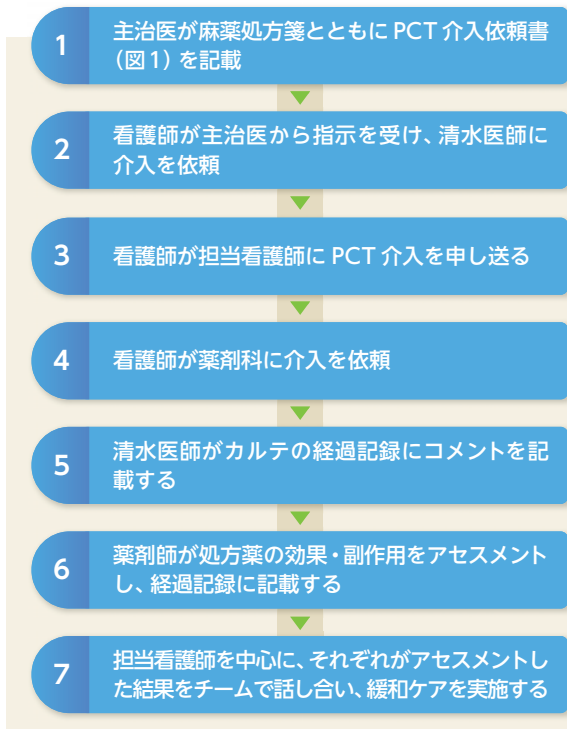 1
主治医が麻薬処方箋とともに PCT 介入依頼書
（図1）を記載
2
看護師が主治医から指示を受け、清水医師に
介入を依頼
3
看護師が担当看護師に PCT 介入を申し送る
4
看護師が薬剤科に介入を依頼
5
清水医師がカルテの経過記録にコメントを記
載する
6
薬剤師が処方薬の効果・副作用をアセスメント
し、経過記録に記載する
7
担当看護師を中心に、それぞれがアセスメントし
た結果をチームで話し合い、緩和ケアを実施する